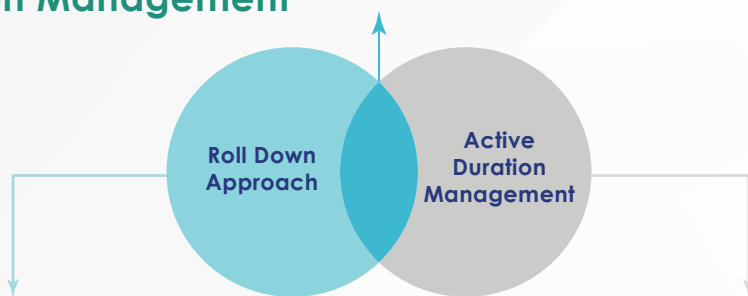 Management
Roll Down
Approach
Active
Duration
Management